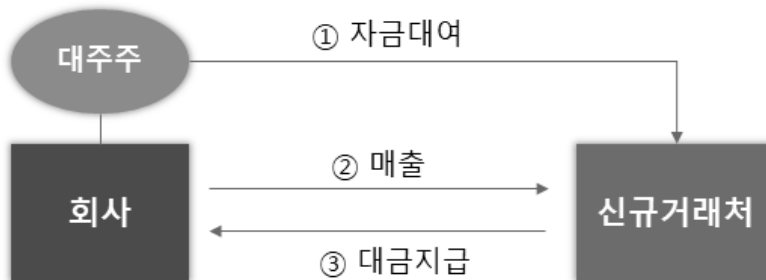 ① 자금대여
대주주
② 매출
회사
신규거래처
③ 대금지급